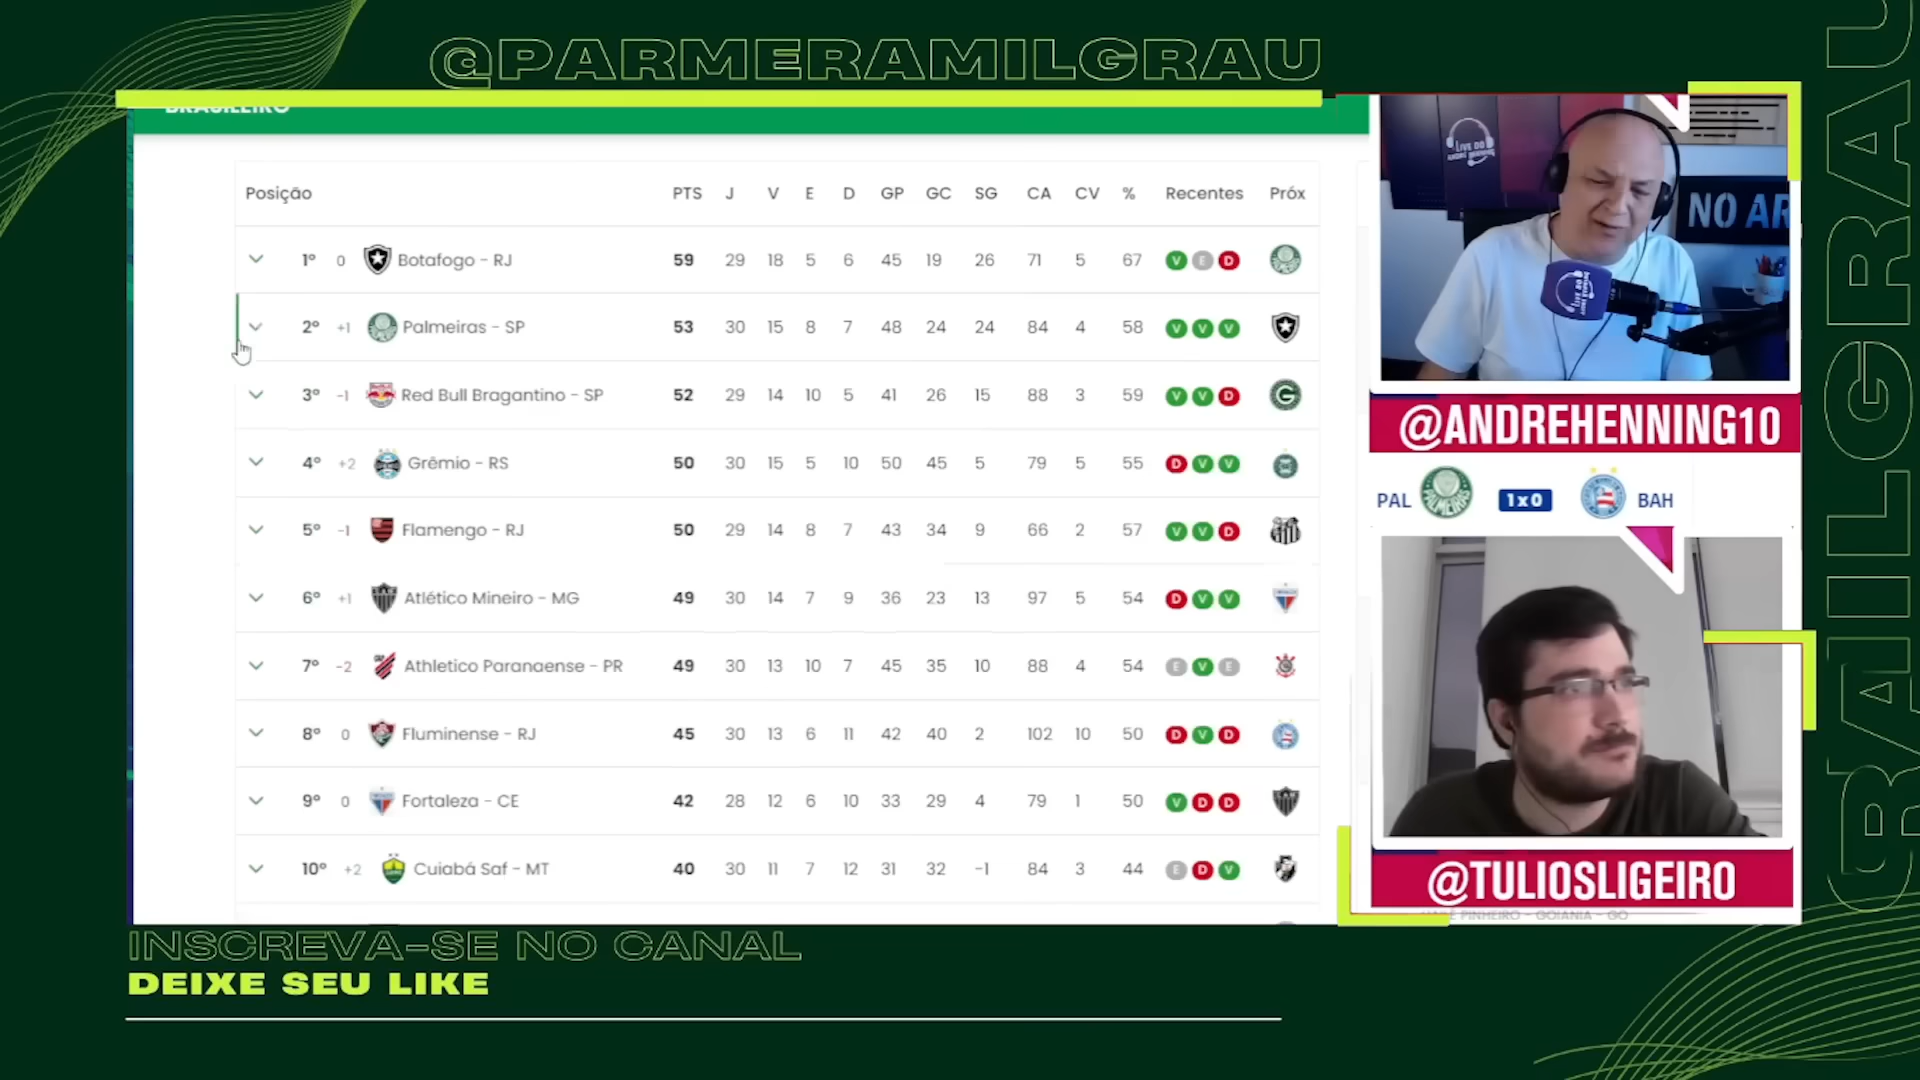 @PARMERAMILGRAU
BRASILEIRO
Posição PTS J V E D GP GC SG CA CV % Recentes Próx
1º 0 Botafogo - RJ 59 29 18 5 6 45 19 26 71 5 67 V E D
2º +1 Palmeiras - SP 53 30 15 8 7 48 24 24 84 4 58 V V V
3º -1 Red Bull Bragantino - SP 52 29 14 10 5 41 26 15 88 3 59 V V D
4º +2 Grêmio - RS 50 30 15 5 10 50 45 5 79 5 55 D V V
5º -1 Flamengo - RJ 50 29 14 8 7 43 34 9 66 2 57 V V D
6º +1 Atlético Mineiro - MG 49 30 14 7 9 36 23 13 97 5 54 D V V
7º -2 Athletico Paranaense - PR 49 30 13 10 7 45 35 10 88 4 54 E V E
8º 0 Fluminense - RJ 45 30 13 6 11 42 40 2 102 10 50 D V D
9º 0 Fortaleza - CE 42 28 12 6 10 33 29 4 79 1 50 V D D
10º +2 Cuiabá Saf - MT 40 30 11 7 12 31 32 -1 84 3 44 E D V
LIVE DO
ANDRÉ HENNING
NO AR
@ANDREHENNING10
PAL 1x0 BAH
@TULIOSLIGEIRO
PINHEIRO - GOIANIA - GO
INSCREVA-SE NO CANAL
DEIXE SEU LIKE